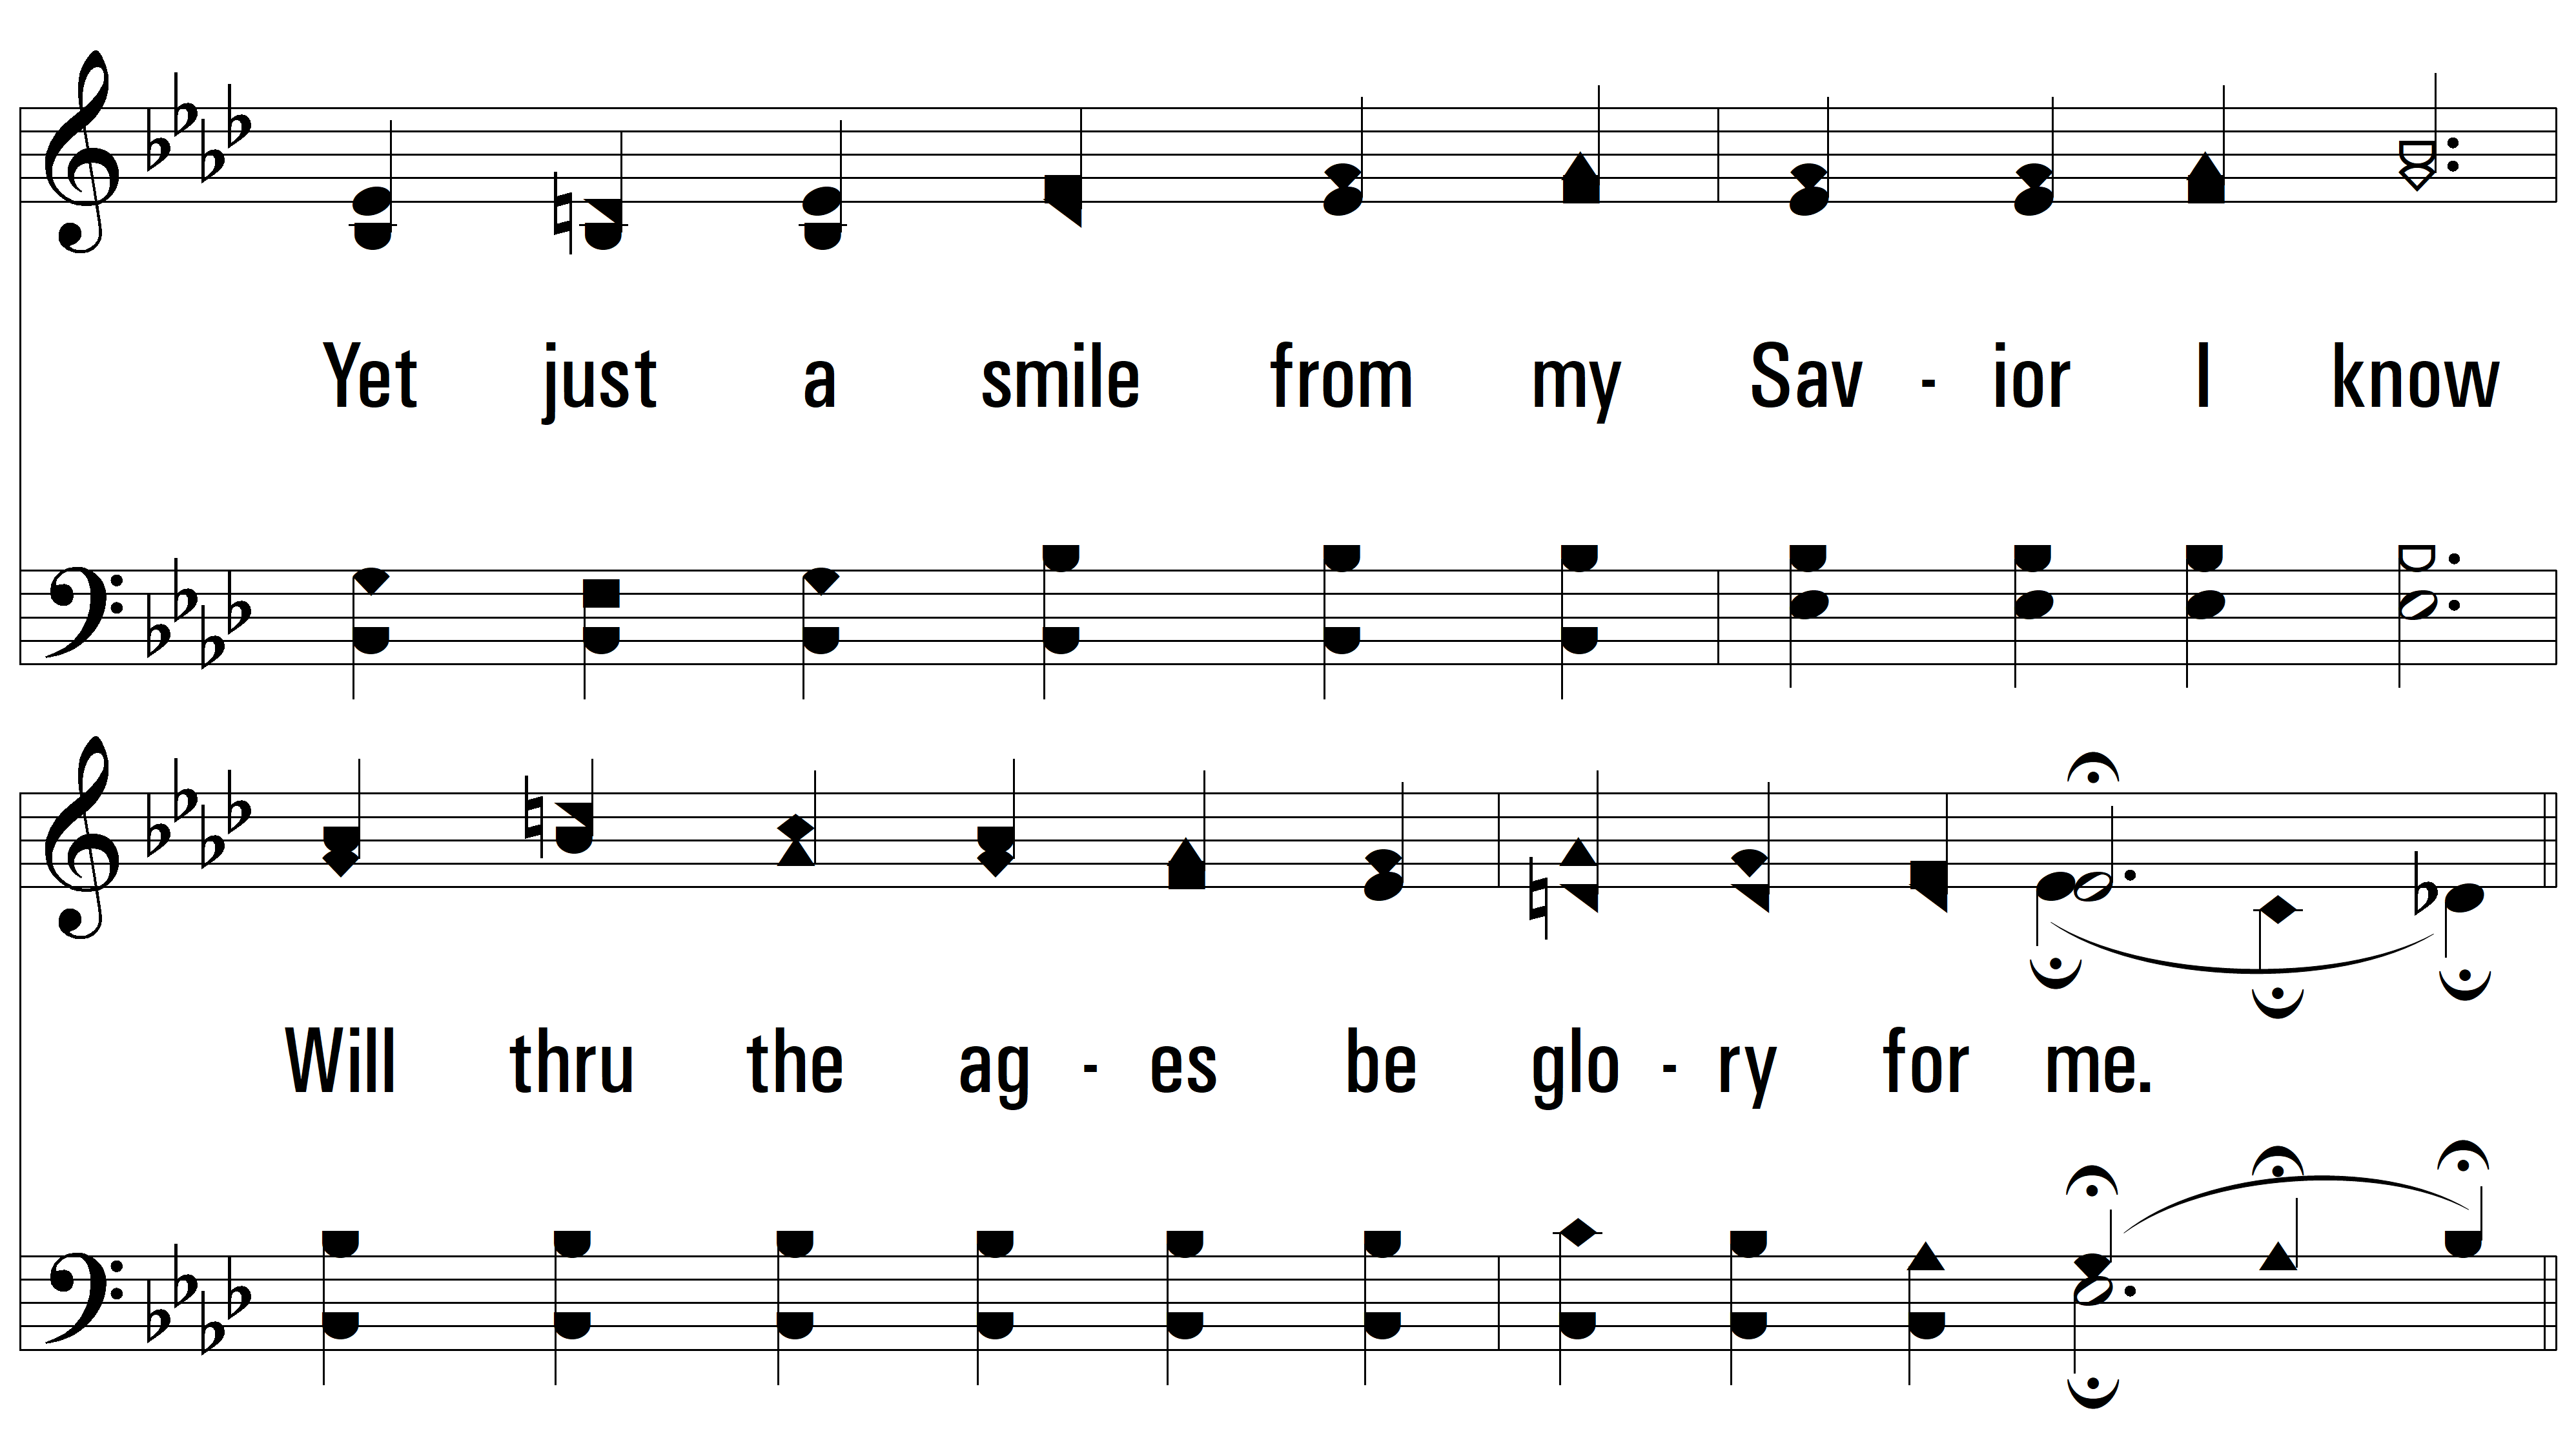 Yet just a smile from my Sav - ior I know
Will thru the ag - es be glo - ry for me.